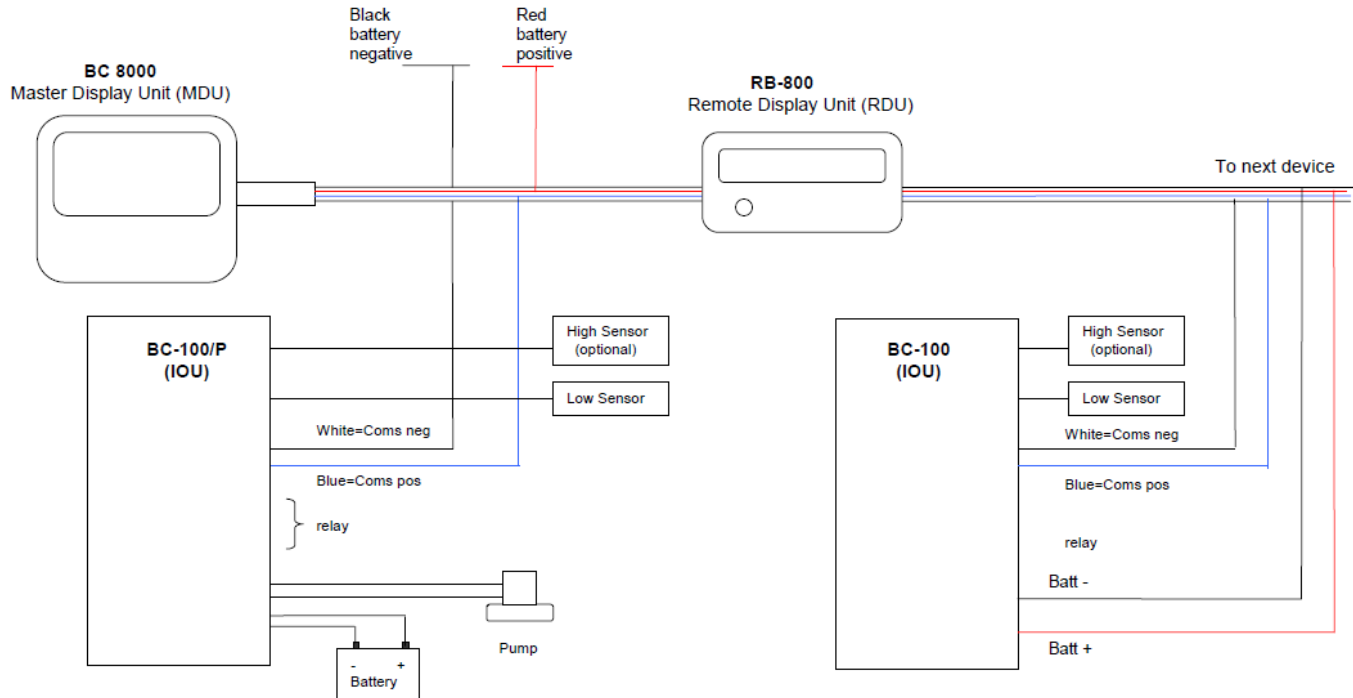 Black
battery
negative
Red
battery
positive
BC 8000
Master Display Unit (MDU)
RB-800
Remote Display Unit (RDU)
To next device
BC-100/P
(IOU)
High Sensor
(optional)
Low Sensor
White=Coms neg
Blue=Coms pos
relay
Pump
- +
Battery
BC-100
(IOU)
High Sensor
(optional)
Low Sensor
White=Coms neg
Blue=Coms pos
relay
Batt -
Batt +